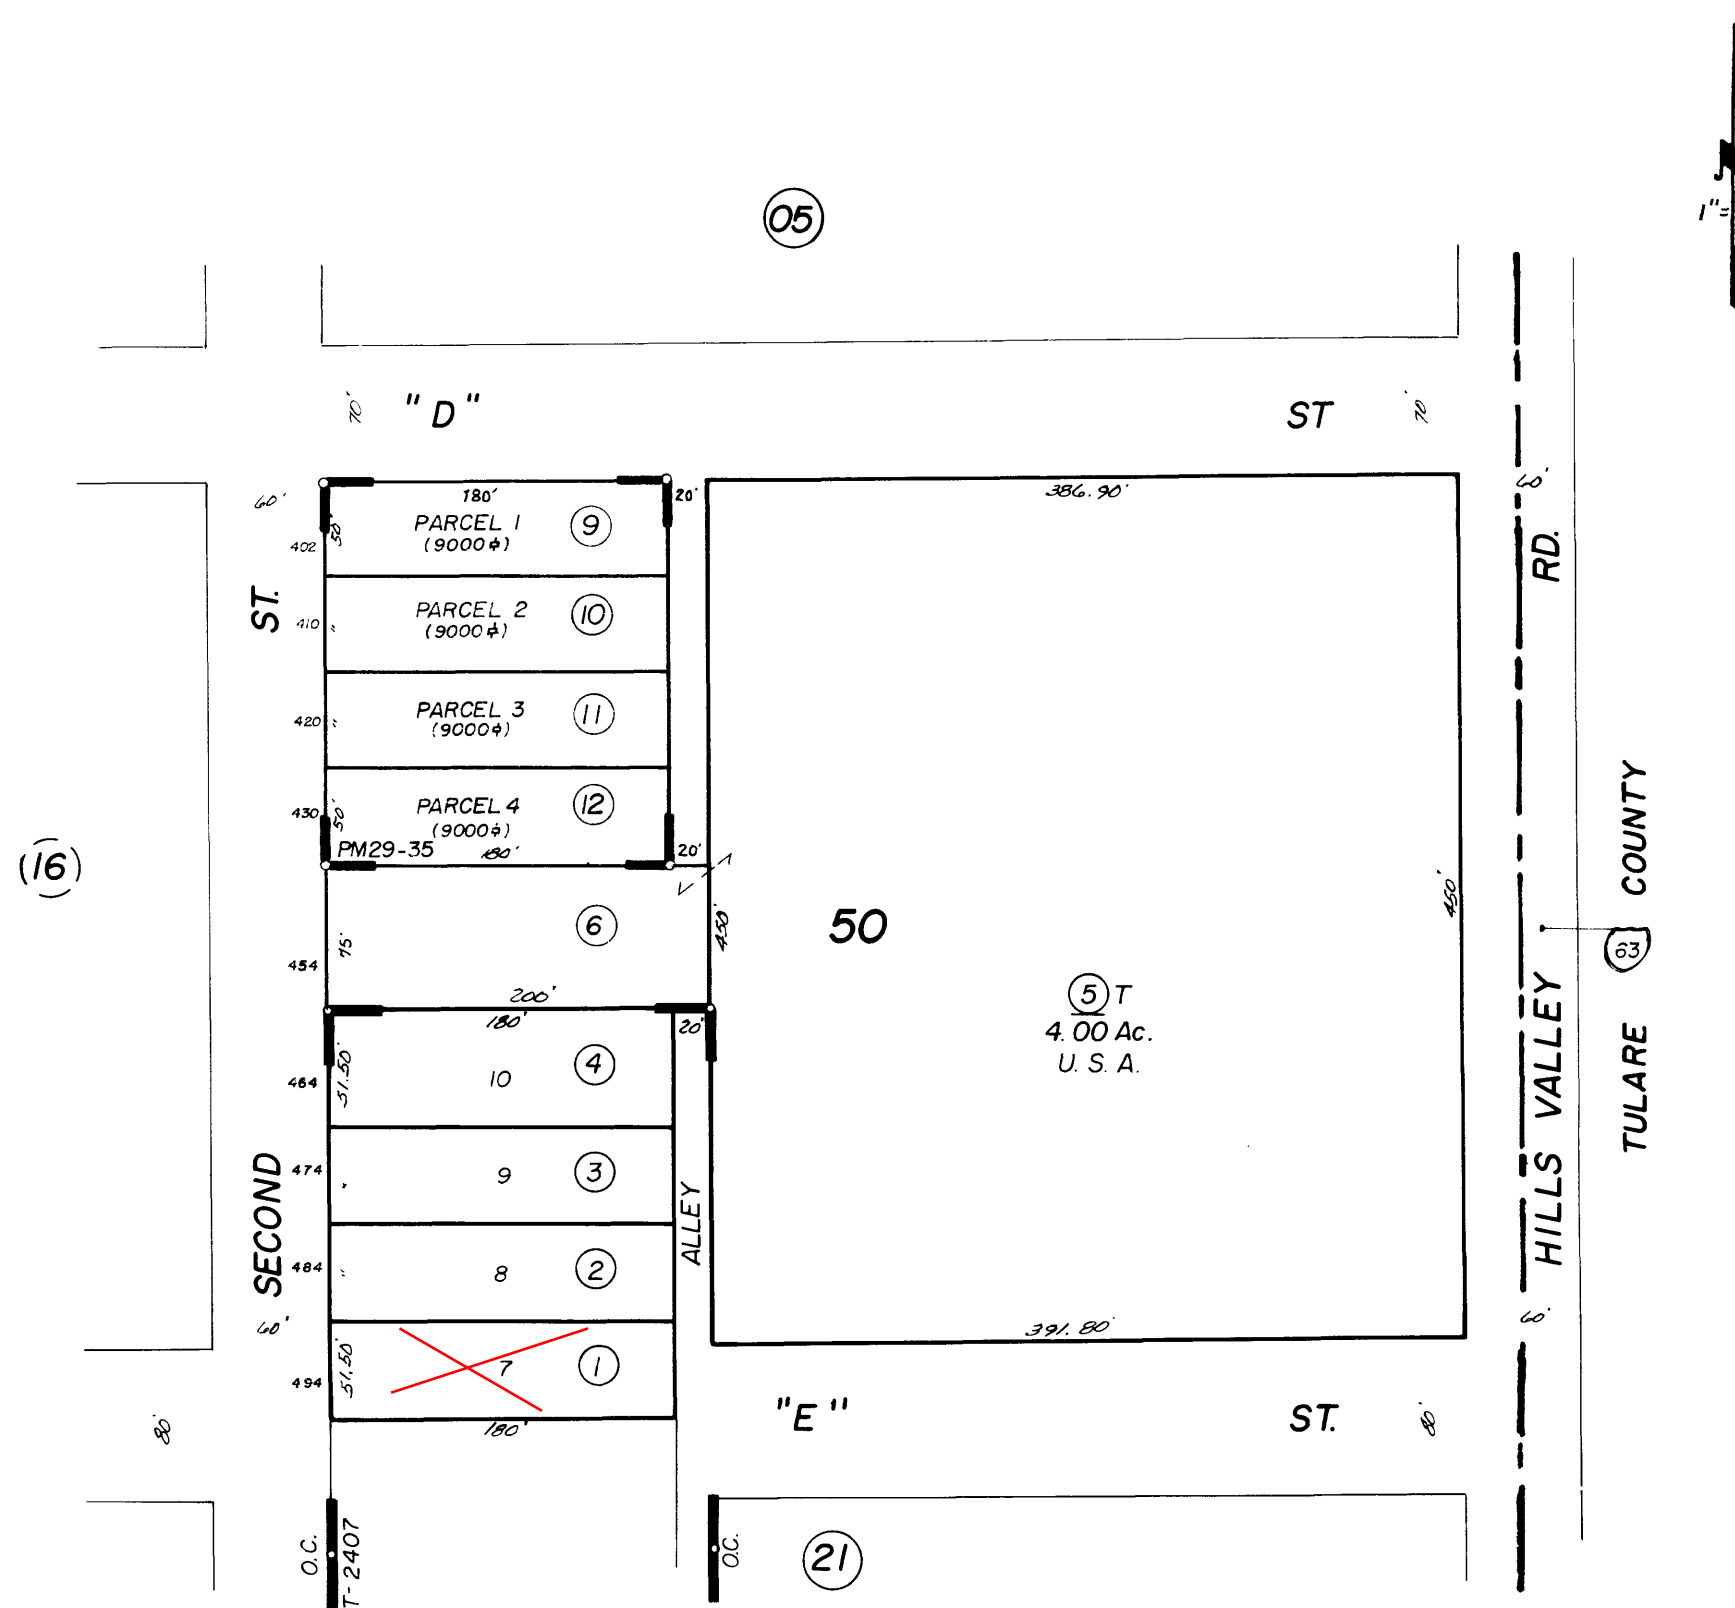 05
1"=
70'
"D"
ST
70'
60'
180'
20'
386.90'
60'
402
50'
PARCEL 1
(9000⌀)
9
RD.
ST.
410
"
PARCEL 2
(9000⌀)
10
420
"
PARCEL 3
(9000⌀)
11
430
50'
PARCEL 4
(9000⌀)
12
PM29-35
180'
20'
(16)
COUNTY
454
75'
6
450'
50
450'
63
200'
180'
20'
5 T
4.00 Ac.
U. S. A.
HILLS VALLEY
TULARE
464
51.50'
10
4
474
"
9
3
SECOND
ALLEY
484
"
8
2
60'
391.80'
60'
494
51.50'
7
1
180'
80'
"E"
ST.
80'
O.C.
T-2407
O.C.
21